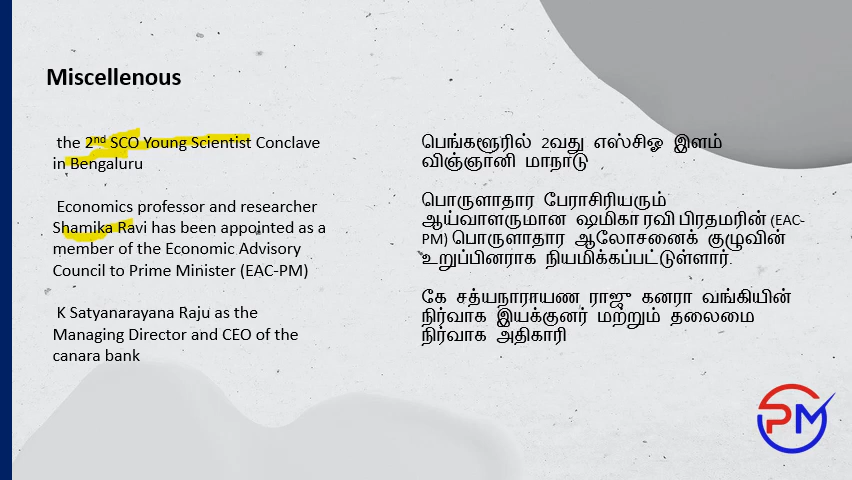 Miscellenous
the 2nd SCO Young Scientist Conclave
in Bengaluru
Economics professor and researcher
Shamika Ravi has been appointed as a
member of the Economic Advisory
Council to Prime Minister (EAC-PM)
K Satyanarayana Raju as the
Managing Director and CEO of the
canara bank
பெங்களூரில் 2வது எஸ்சிஓ இளம்
விஞ்ஞானி மாநாடு
பொருளாதார பேராசிரியரும்
ஆய்வாளருமான ஷமிகா ரவி பிரதமரின் (EAC-
PM) பொருளாதார ஆலோசனைக் குழுவின்
உறுப்பினராக நியமிக்கப்பட்டுள்ளார்.
கே சத்யநாராயண ராஜு கனரா வங்கியின்
நிர்வாக இயக்குனர் மற்றும் தலைமை
நிர்வாக அதிகாரி
PM